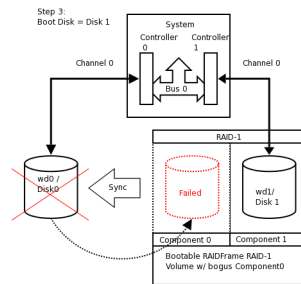 Step 3:
Boot Disk = Disk 1
System
Controller
0
Controller
1
Channel 0
Channel 0
Bus 0
RAID-1
wd0 /
Disk0
Sync
Failed
wd1/
Disk 1
Component 0
Component 1
Bootable RAIDFrame RAID-1
Volume w/ bogus Component0